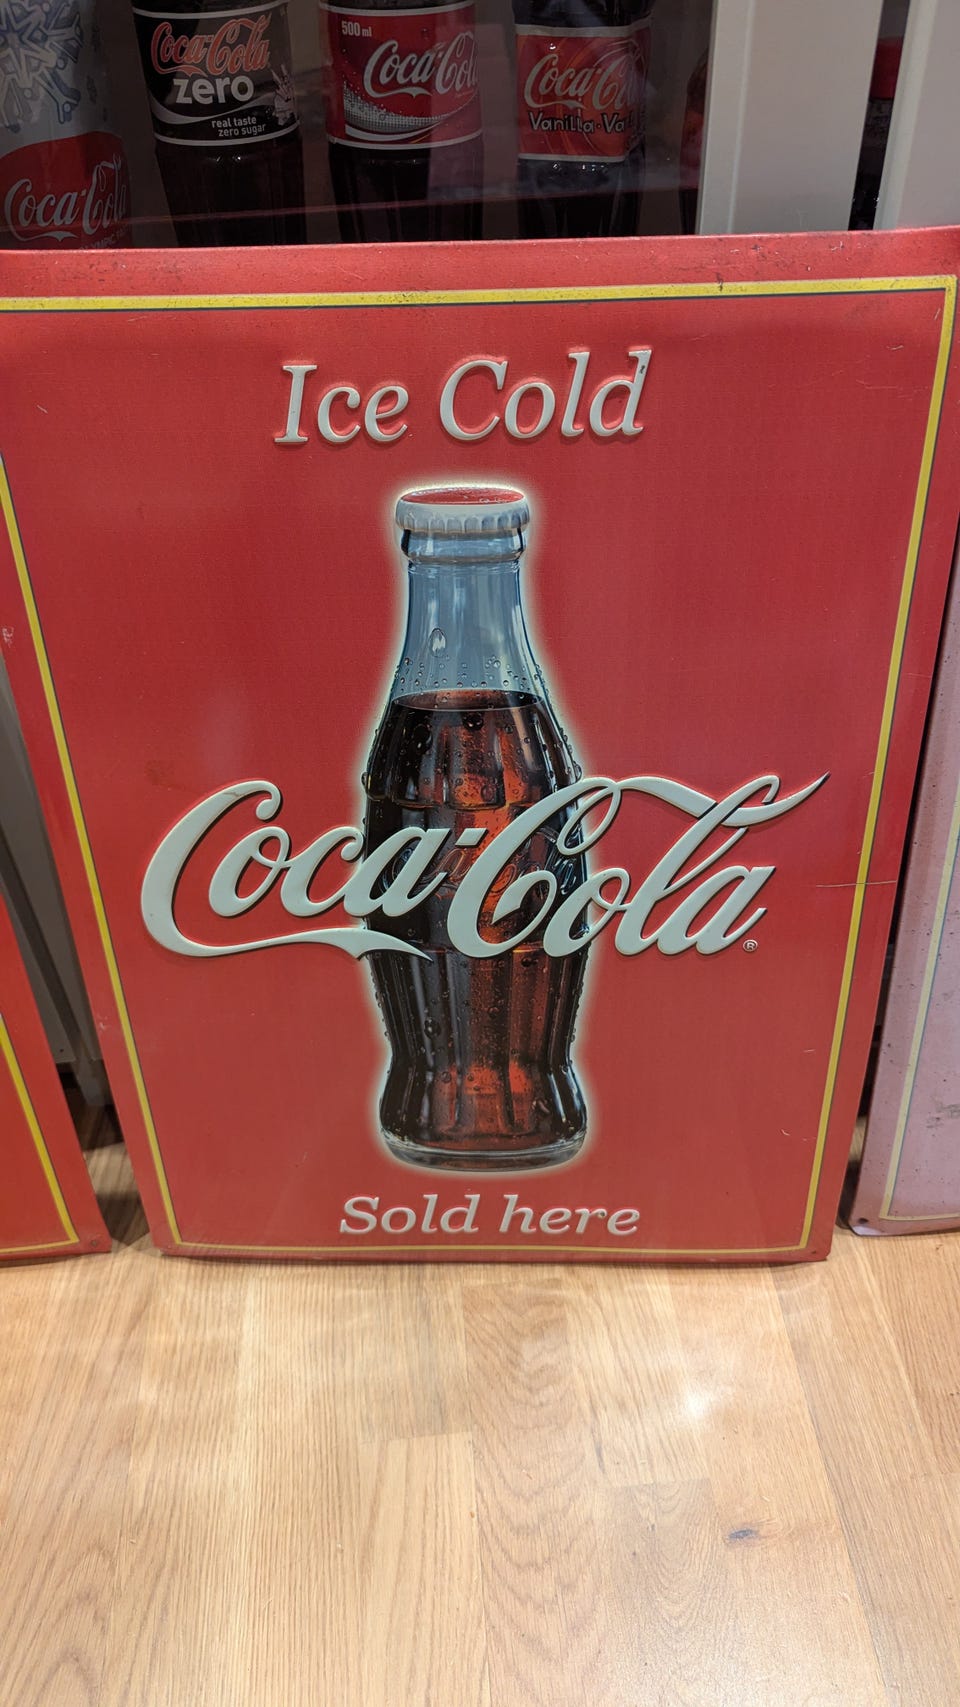 Coca-Cola
Coca-Cola
zero
real taste
zero sugar
500 ml
Coca-Cola
Coca-Cola
Vanilla
Ice Cold
Coca-Cola®
Sold here